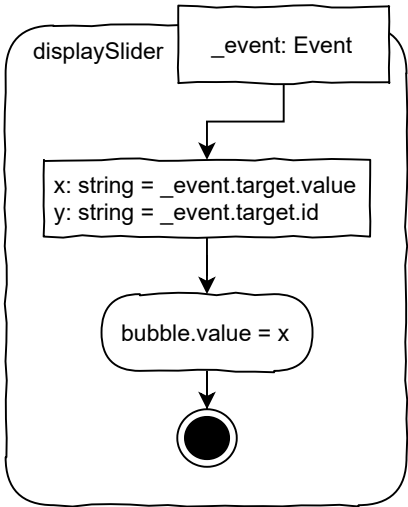 displaySlider
_event: Event
x: string = _event.target.value
y: string = _event.target.id
bubble.value = x